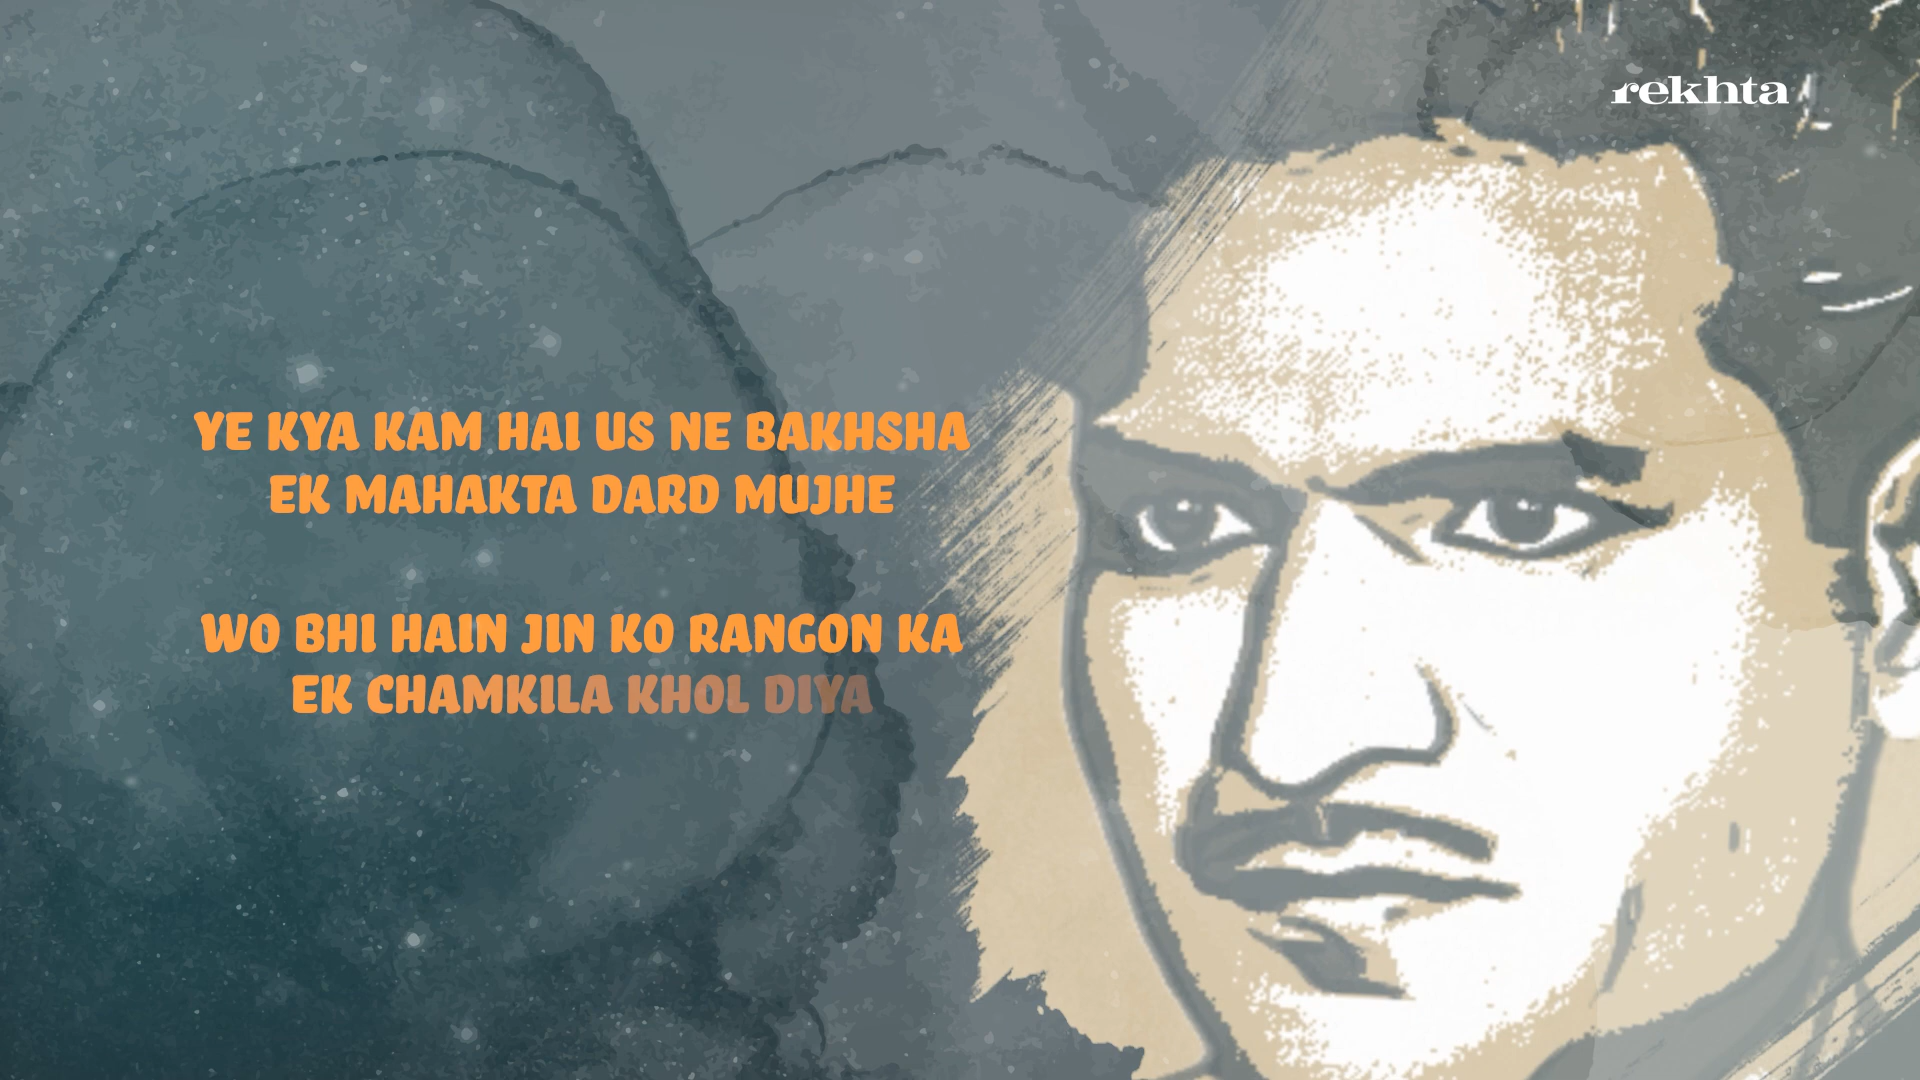 rekhta
YE KYA KAM HAI US NE BAKHSHA
EK MAHAKTA DARD MUJHE
WO BHI HAIN JIN KO RANGON KA
EK CHAMKILA KHOL DIYA